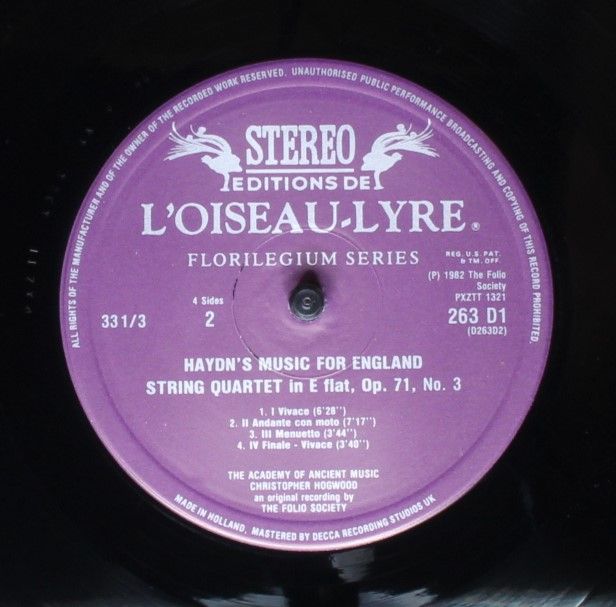 ALL RIGHTS OF THE MANUFACTURER AND OF THE OWNER OF THE RECORDED WORK RESERVED. UNAUTHORISED PUBLIC PERFORMANCE BROADCASTING AND COPYING OF THIS RECORD PROHIBITED.
STEREO
EDITIONS DE
L'OISEAU-LYRE ®
FLORILEGIUM SERIES
REG. U.S. PAT.
& TM. OFF.
(P) 1982 The Folio
Society
PXZTT 1321
4 Sides
33 1/3 2 263 D1
(D263D2)
HAYDN'S MUSIC FOR ENGLAND
STRING QUARTET in E flat, Op. 71, No. 3
1. I Vivace (6'28'')
2. II Andante con moto (7'17'')
3. III Menuetto (3'44'')
4. IV Finale - Vivace (3'40'')
THE ACADEMY OF ANCIENT MUSIC
CHRISTOPHER HOGWOOD
an original recording by
THE FOLIO SOCIETY
MADE IN HOLLAND. MASTERED BY DECCA RECORDING STUDIOS UK